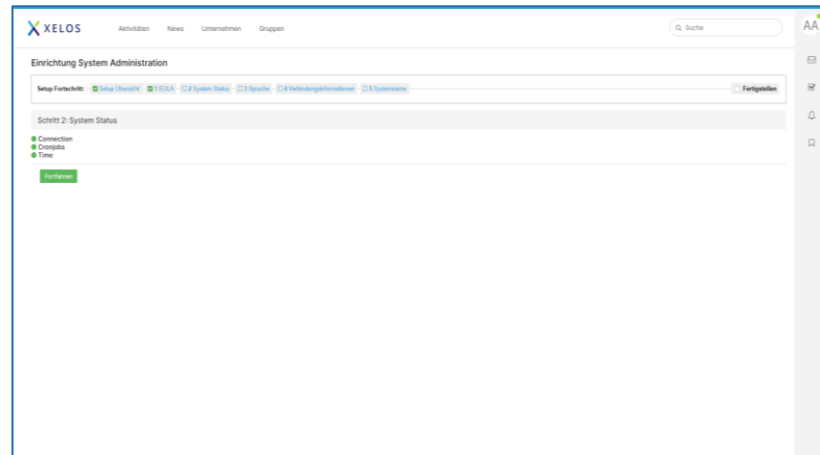 XELOS Aktivitäten News Unternehmen Gruppen Suche AA
Einrichtung System Administration
Setup Fortschritt: Setup Übersicht 1 EULA 2 System Status 3 Sprache 4 Verbindungsinformationen 5 Systemname Fertigstellen
Schritt 2: System Status
Connection
Cronjobs
Time
Fortfahren